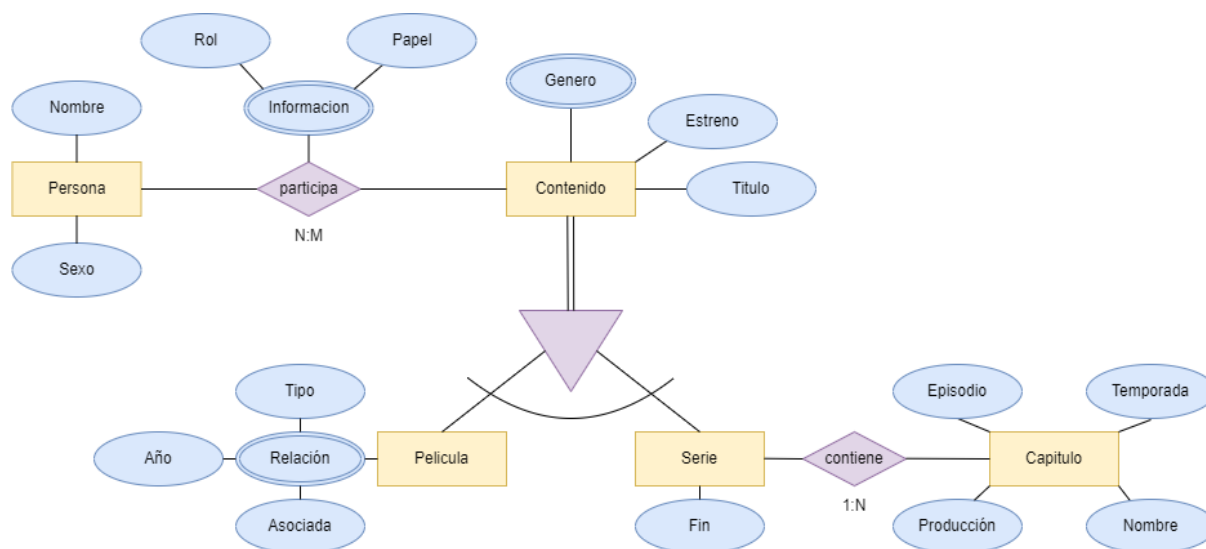 Rol
Papel
Genero
Nombre
Informacion
Estreno
Persona
participa
Contenido
Titulo
N:M
Sexo
Tipo
Episodio
Temporada
Año
Relación
Pelicula
Serie
contiene
Capitulo
1:N
Asociada
Fin
Producción
Nombre